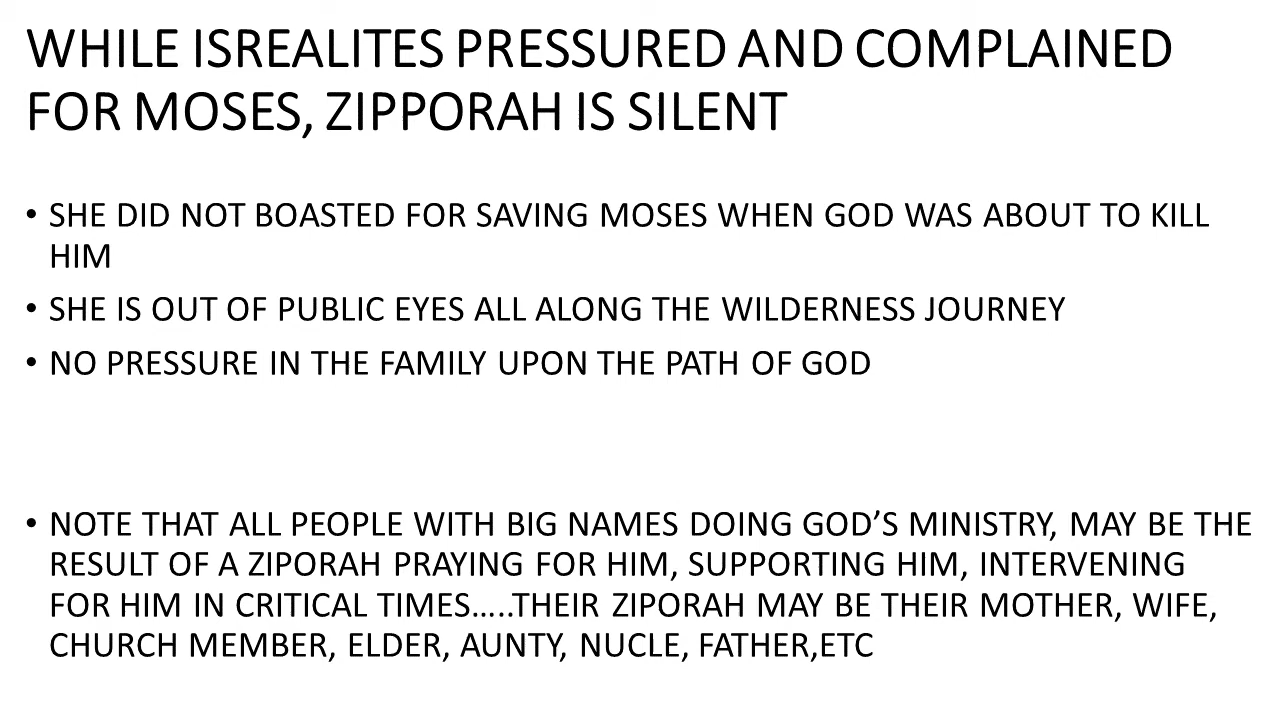 WHILE ISREALITES PRESSURED AND COMPLAINED
FOR MOSES, ZIPPORAH IS SILENT
• SHE DID NOT BOASTED FOR SAVING MOSES WHEN GOD WAS ABOUT TO KILL
HIM
• SHE IS OUT OF PUBLIC EYES ALL ALONG THE WILDERNESS JOURNEY
• NO PRESSURE IN THE FAMILY UPON THE PATH OF GOD
• NOTE THAT ALL PEOPLE WITH BIG NAMES DOING GOD’S MINISTRY, MAY BE THE
RESULT OF A ZIPORAH PRAYING FOR HIM, SUPPORTING HIM, INTERVENING
FOR HIM IN CRITICAL TIMES…..THEIR ZIPORAH MAY BE THEIR MOTHER, WIFE,
CHURCH MEMBER, ELDER, AUNTY, NUCLE, FATHER,ETC